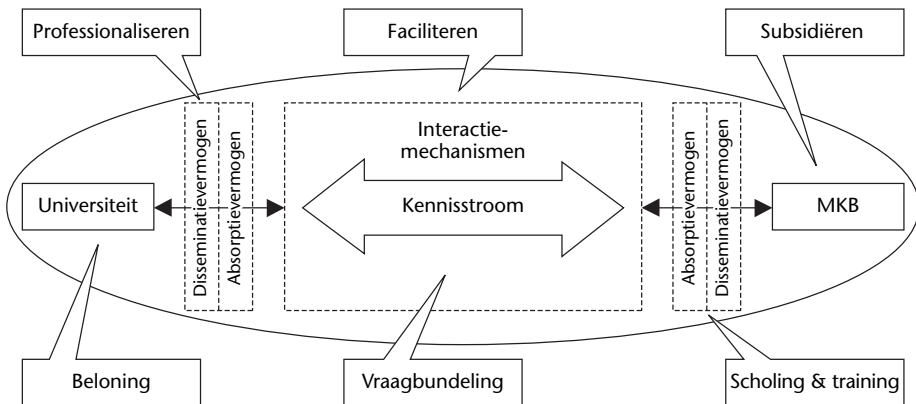 Professionaliseren
Faciliteren
Subsidiëren
Interactie-
mechanismen
Universiteit
Disseminatievermogen
Absorptievermogen
Kennisstroom
Absorptievermogen
Disseminatievermogen
MKB
Beloning
Vraagbundeling
Scholing & training